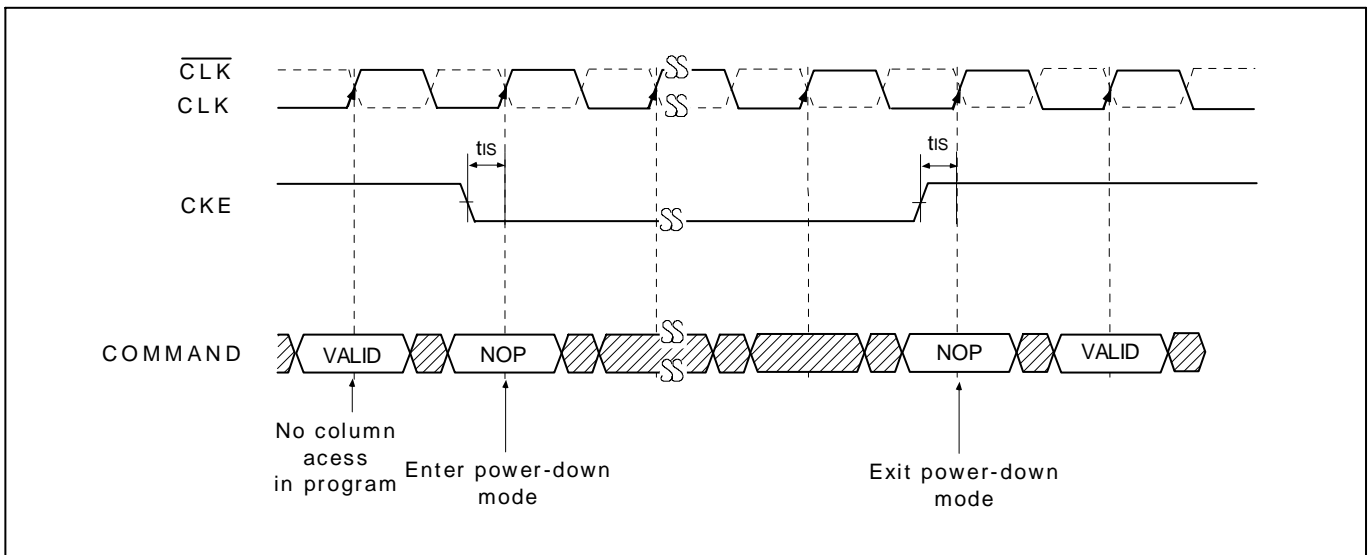 CLK
CLK
tIS
tIS
CKE
COMMAND
VALID
NOP
NOP
VALID
No column
acess
in program
Enter power-down
mode
Exit power-down
mode